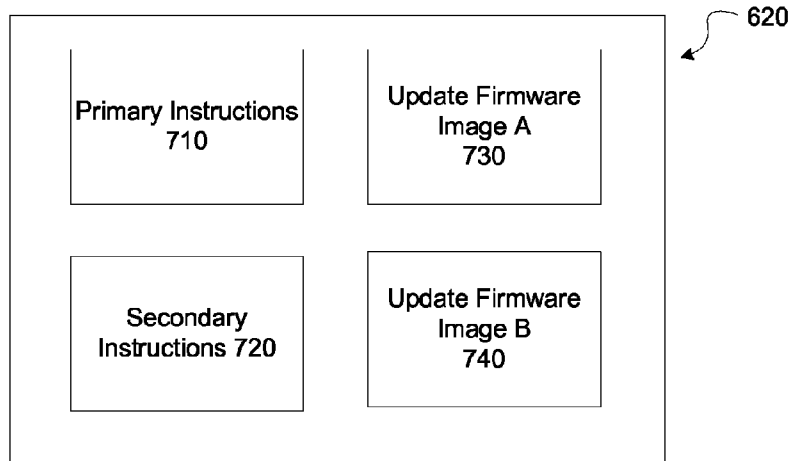 620
Primary Instructions
710
Update Firmware
Image A
730
Secondary
Instructions 720
Update Firmware
Image B
740